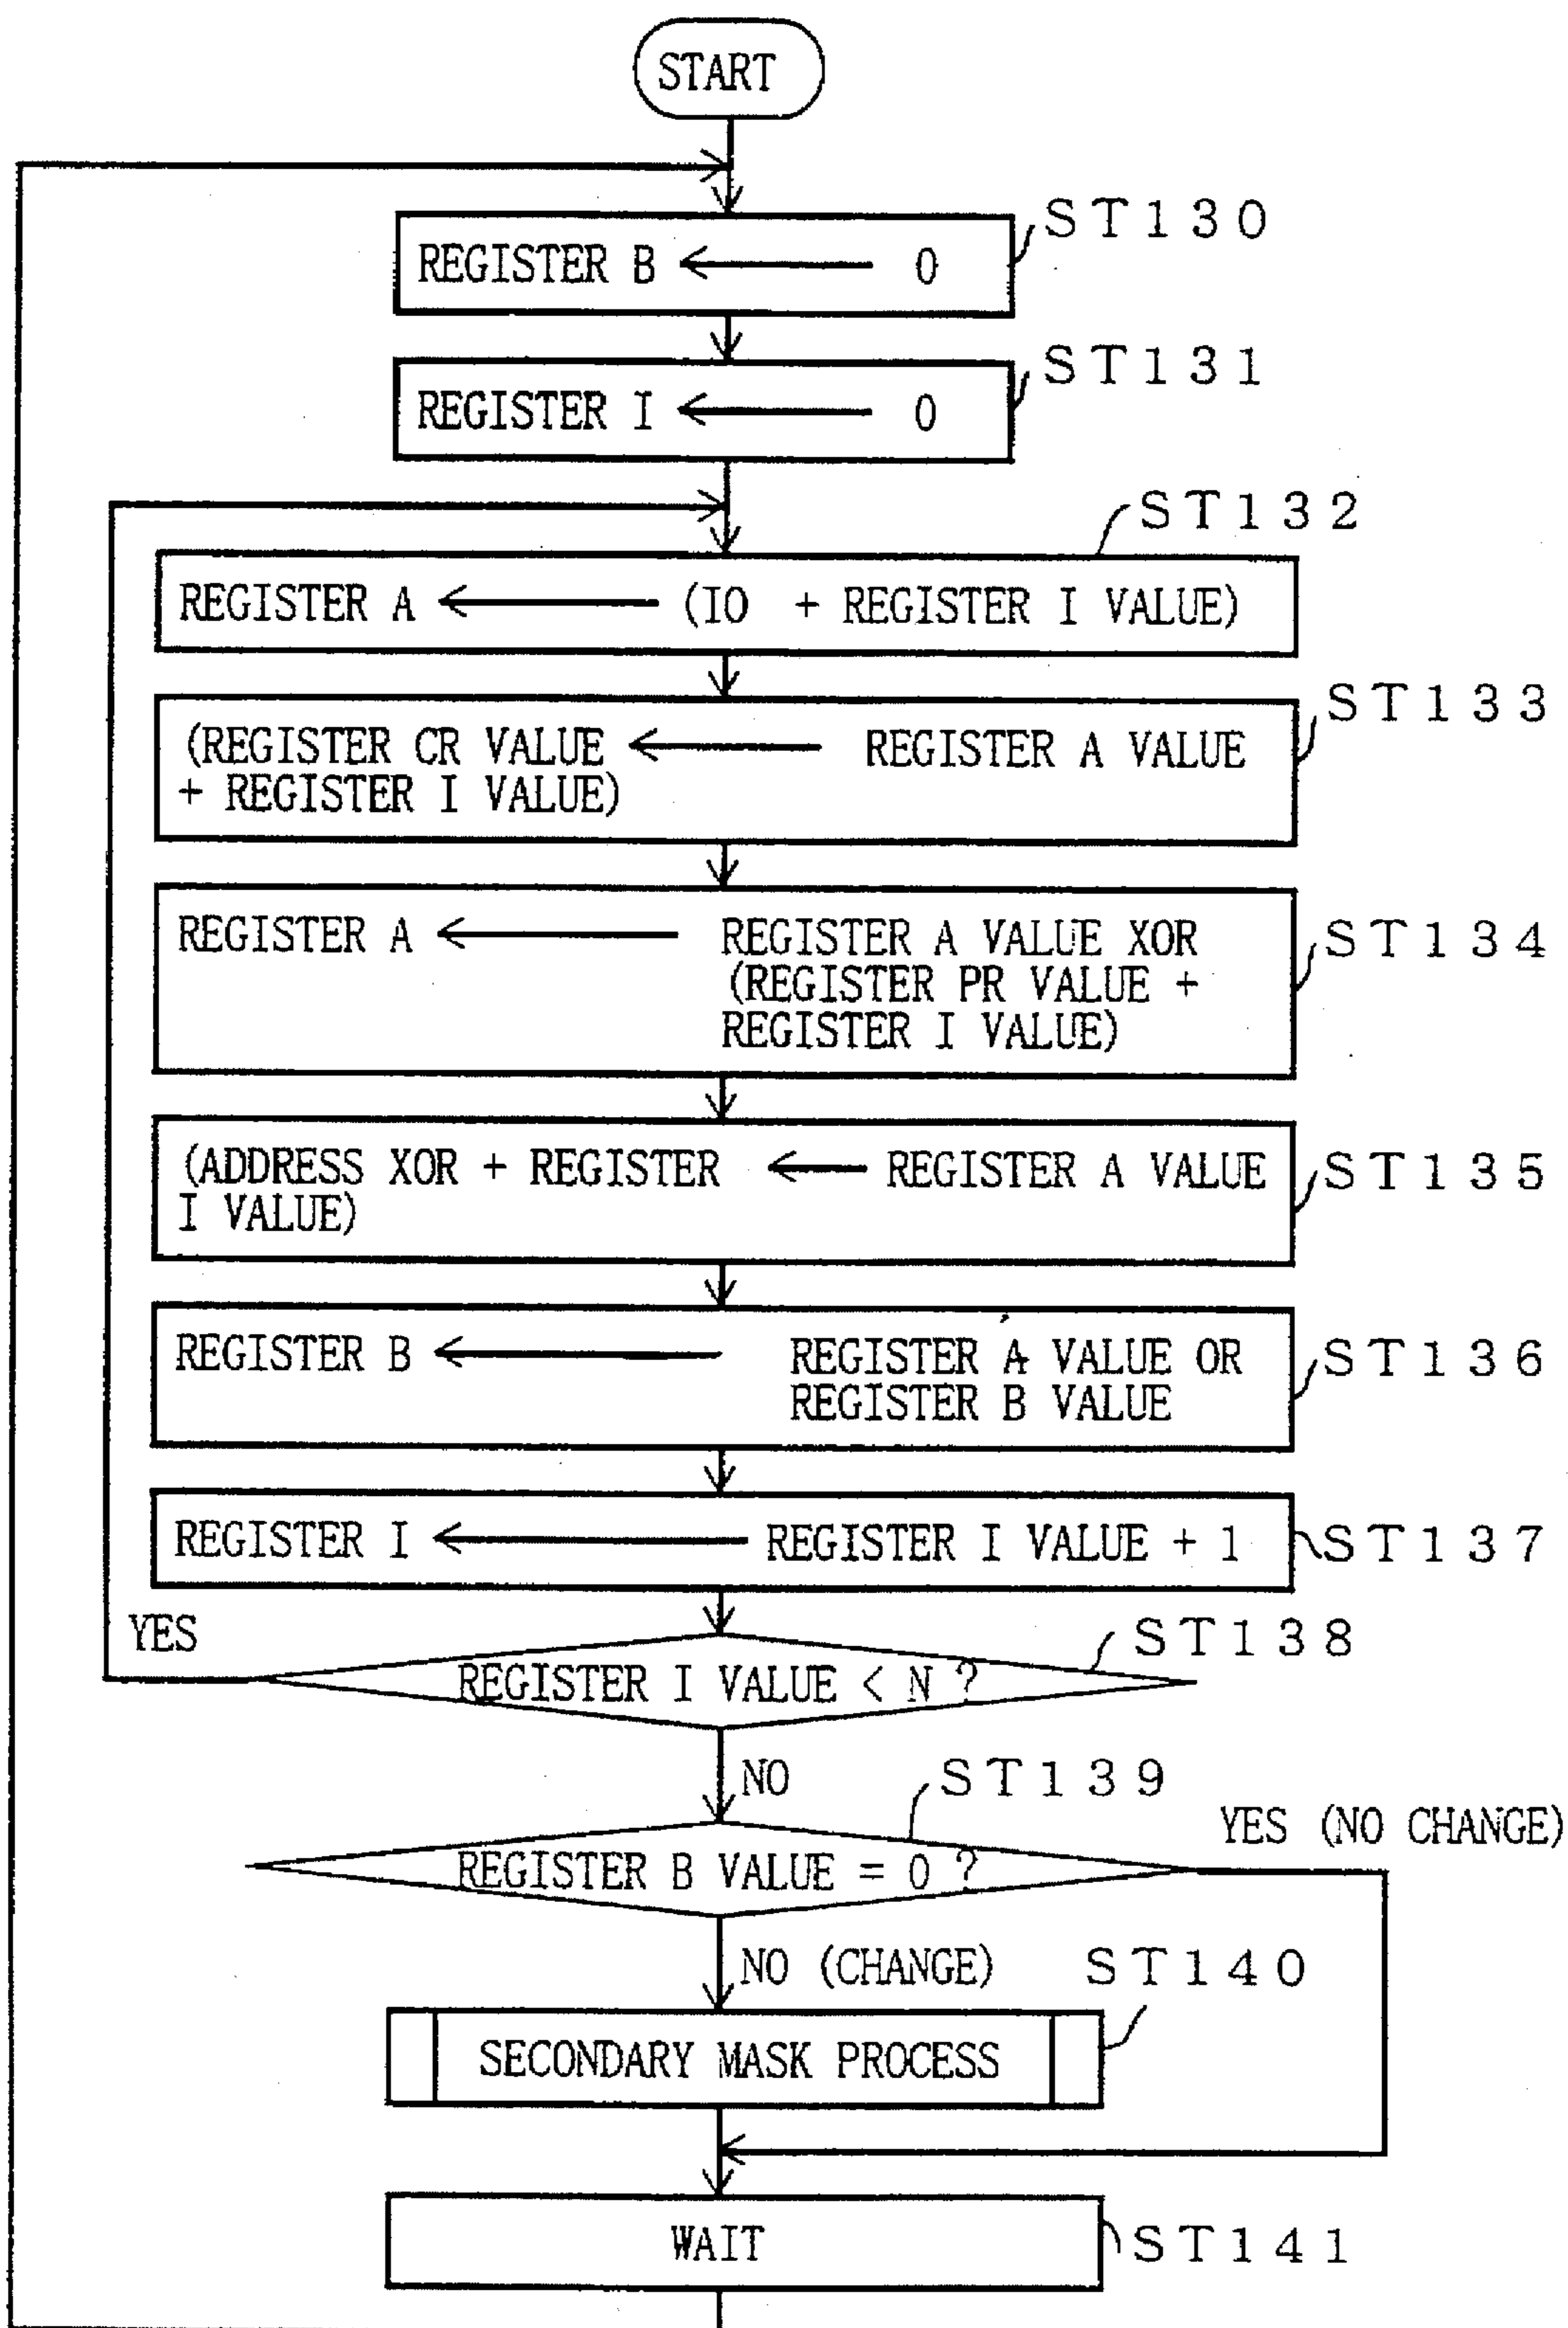 START
ST130
REGISTER B ← 0
ST131
REGISTER I ← 0
ST132
REGISTER A ← (IO + REGISTER I VALUE)
ST133
(REGISTER CR VALUE ← REGISTER A VALUE
+ REGISTER I VALUE)
ST134
REGISTER A ← REGISTER A VALUE XOR
(REGISTER PR VALUE +
REGISTER I VALUE)
ST135
(ADDRESS XOR + REGISTER ← REGISTER A VALUE
I VALUE)
ST136
REGISTER B ← REGISTER A VALUE OR
REGISTER B VALUE
ST137
REGISTER I ← REGISTER I VALUE + 1
YES
ST138
REGISTER I VALUE < N ?
NO
ST139
YES (NO CHANGE)
REGISTER B VALUE = 0 ?
NO (CHANGE)
ST140
SECONDARY MASK PROCESS
WAIT
ST141